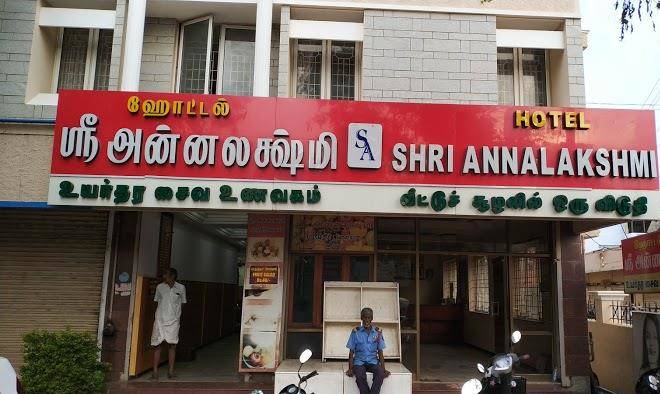 ஹோட்டல்
ஸ்ரீ அன்னலக்ஷ்மி
SA
HOTEL
SHRI ANNALAKSHMI
உயர்தர சைவ உணவகம்
வீட்டுச் சூழலில் ஒரு விடுதி